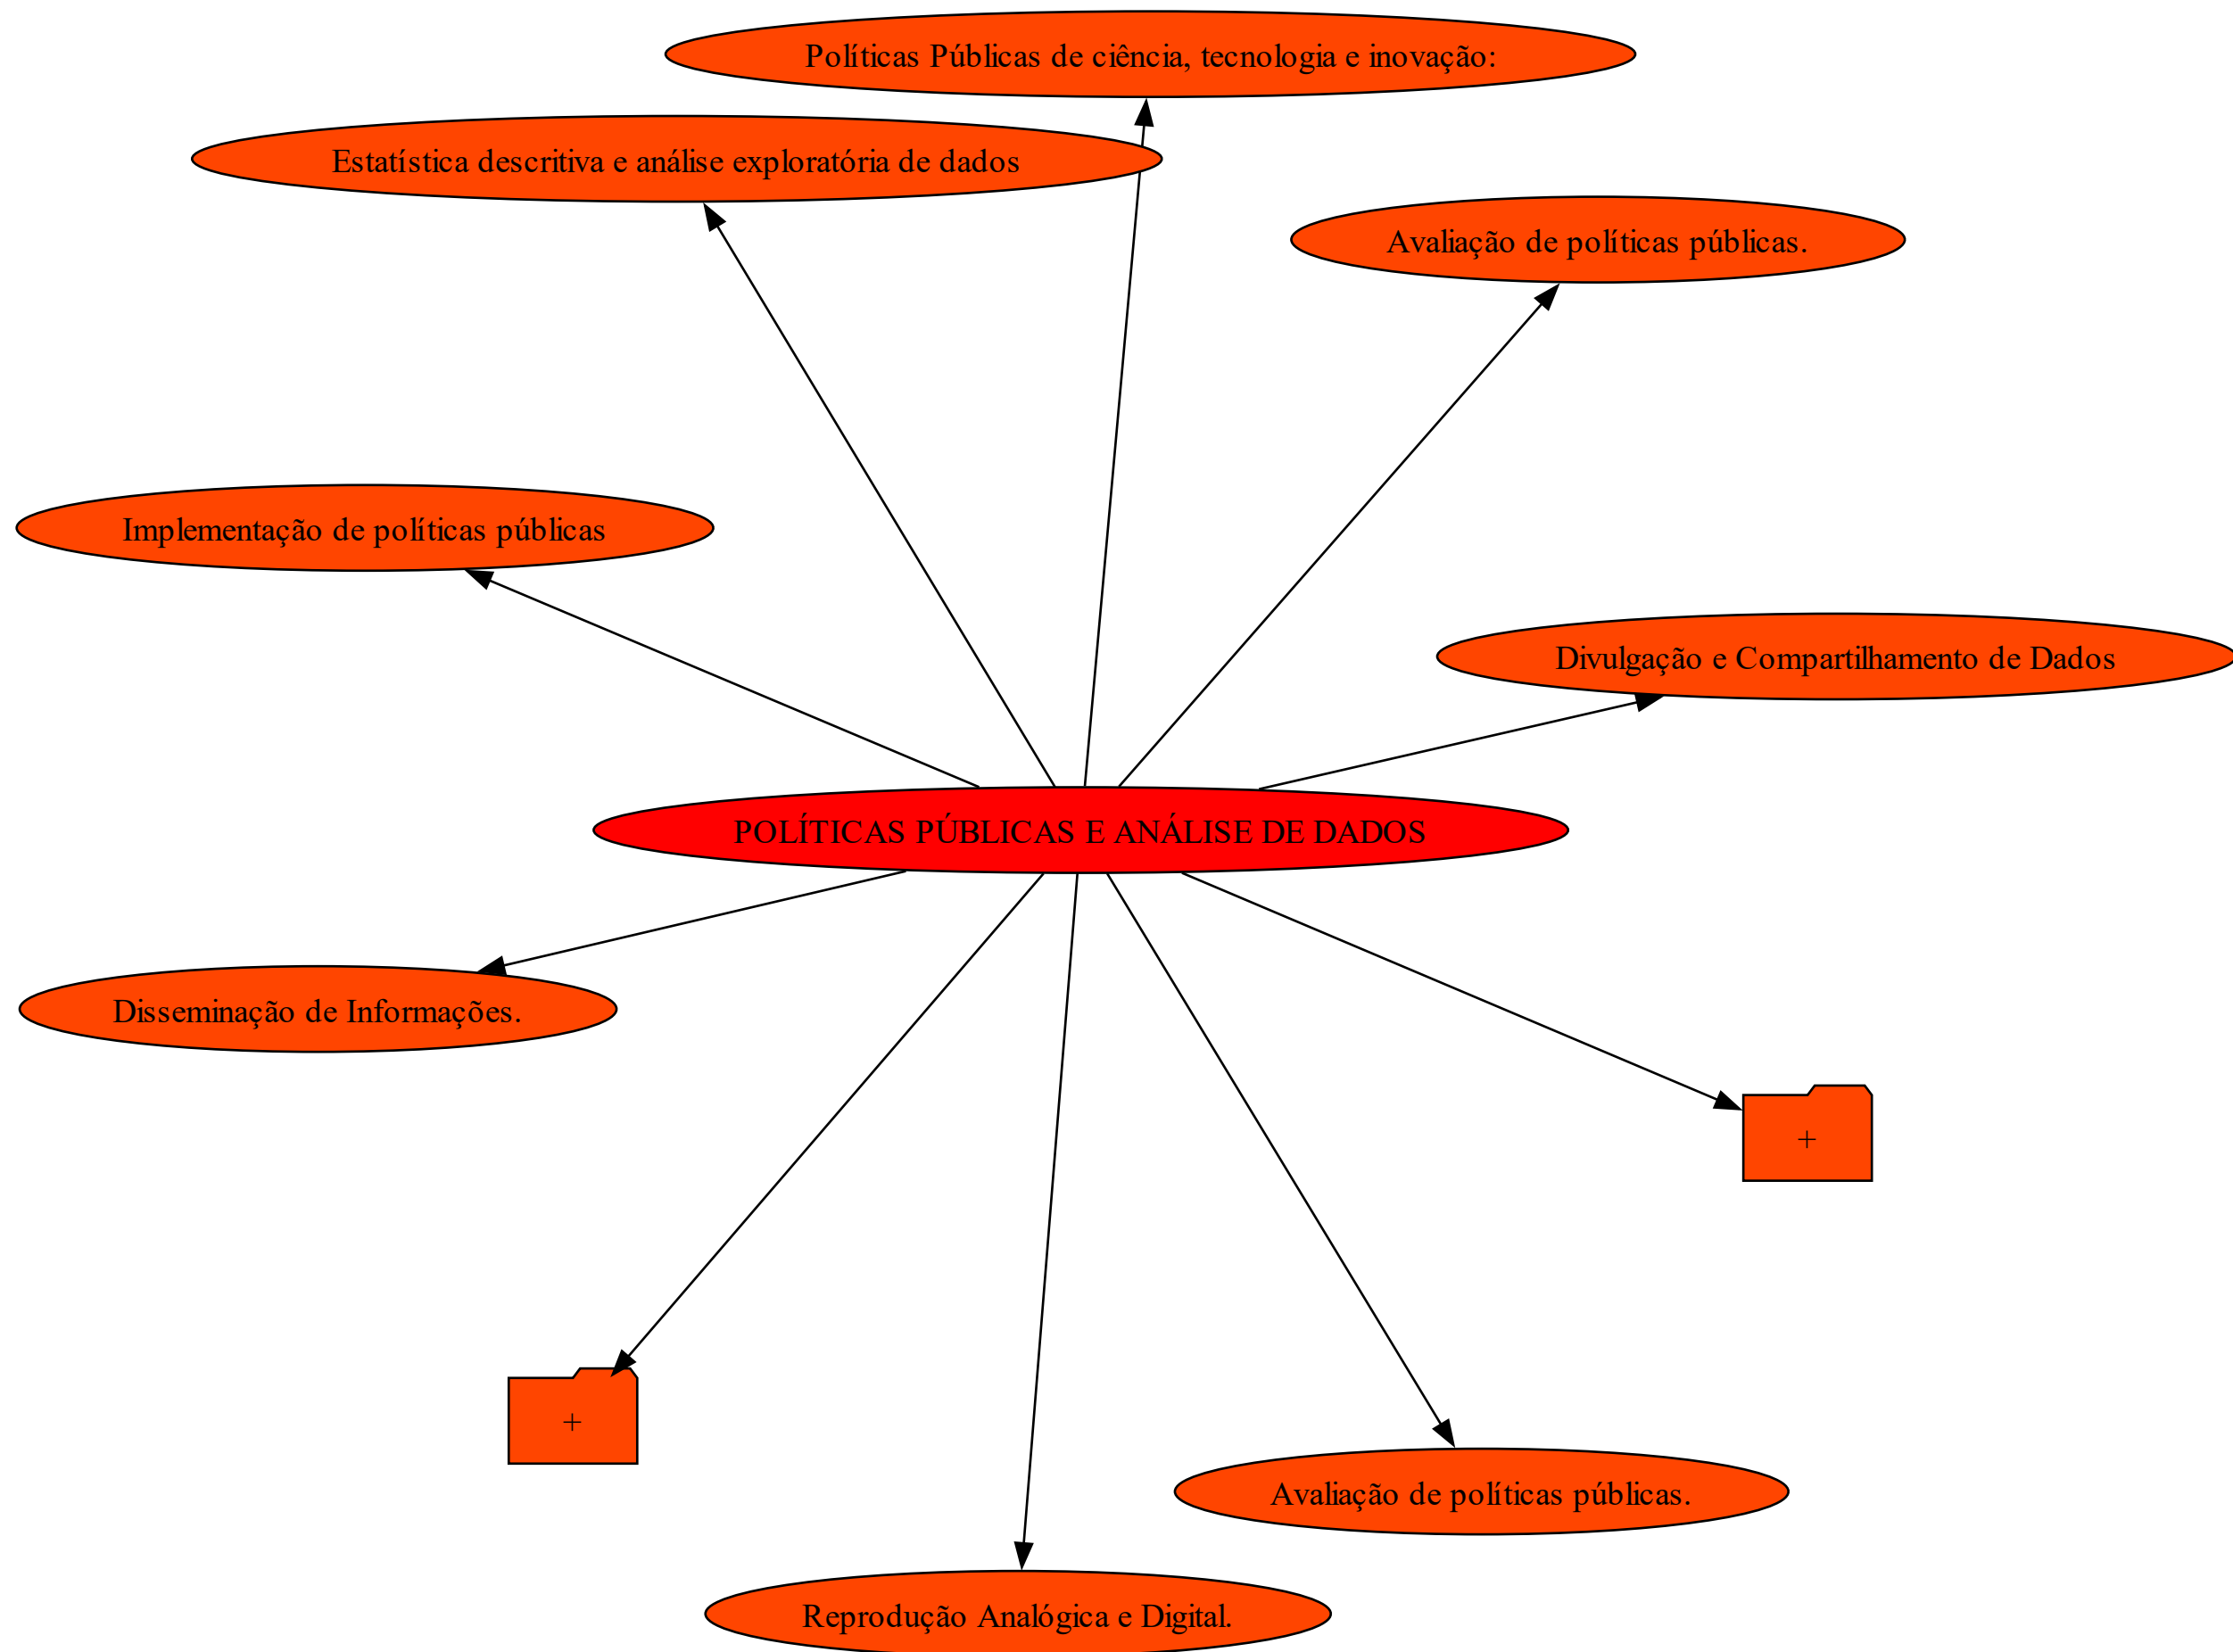 Políticas Públicas de ciência, tecnologia e inovação:
Estatística descritiva e análise exploratória de dados
Avaliação de políticas públicas.
Implementação de políticas públicas
Divulgação e Compartilhamento de Dados
POLÍTICAS PÚBLICAS E ANÁLISE DE DADOS
Disseminação de Informações.
+
+
Avaliação de políticas públicas.
Reprodução Analógica e Digital.